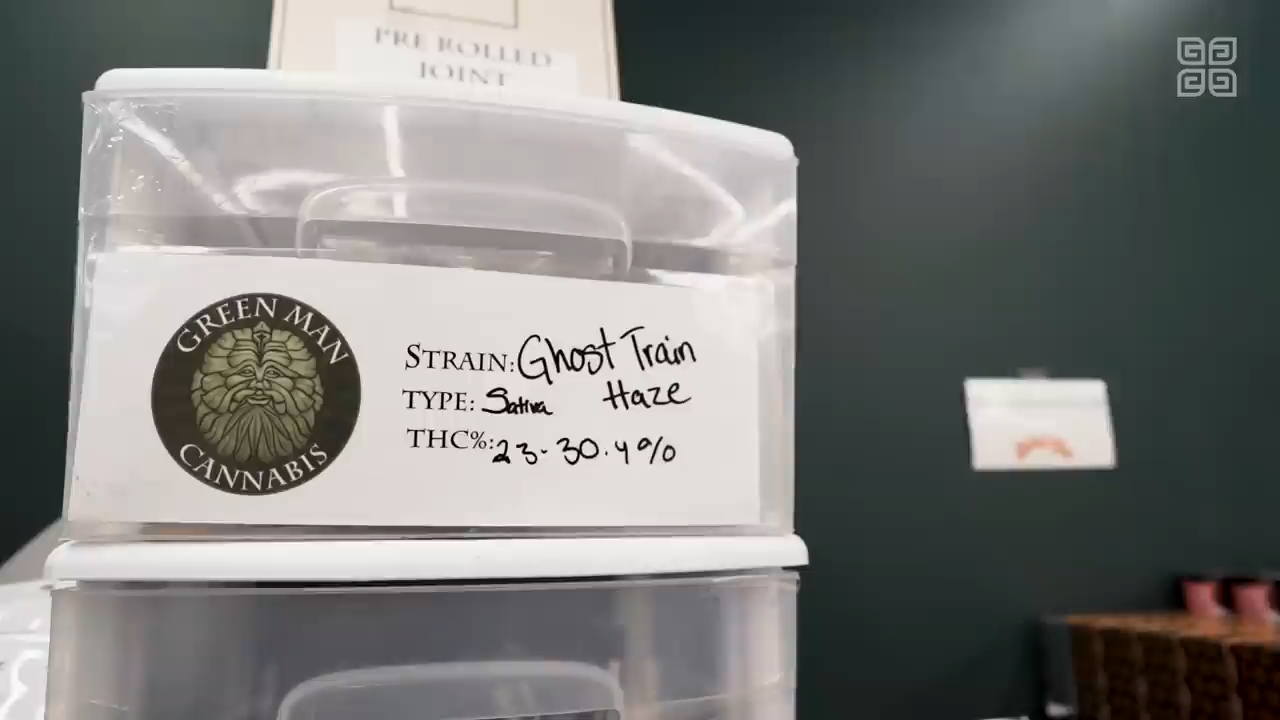 PRE ROLLED
JOINT
GREEN MAN
CANNABIS
STRAIN: Ghost Train
Haze
TYPE: Sativa
THC%: 23-30.4%